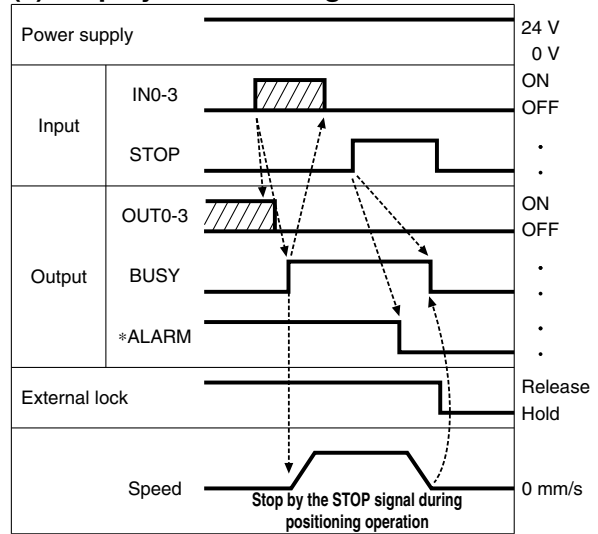 Power supply
24 V
0 V
Input
IN0-3
ON
OFF
STOP
Output
OUT0-3
ON
OFF
BUSY
*ALARM
External lock
Release
Hold
Speed
0 mm/s
Stop by the STOP signal during
positioning operation